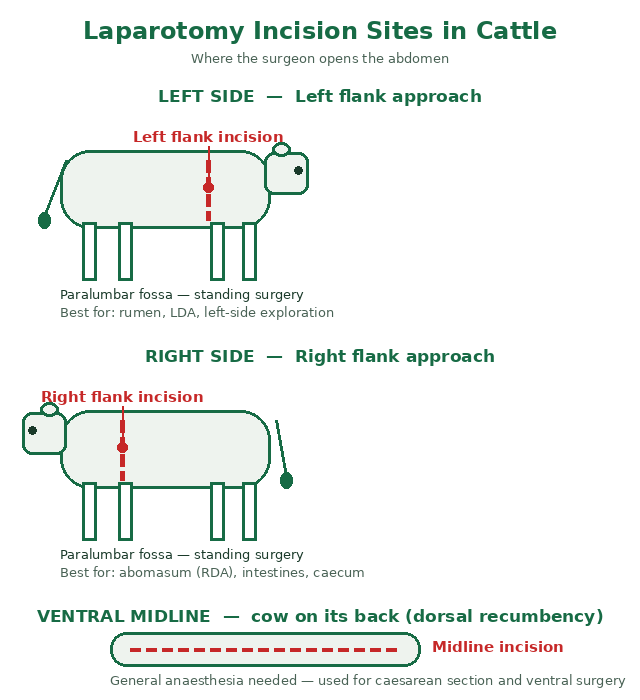 Laparotomy Incision Sites in Cattle
Where the surgeon opens the abdomen
LEFT SIDE — Left flank approach
Left flank incision
Paralumbar fossa — standing surgery
Best for: rumen, LDA, left-side exploration
RIGHT SIDE — Right flank approach
Right flank incision
Paralumbar fossa — standing surgery
Best for: abomasum (RDA), intestines, caecum
VENTRAL MIDLINE — cow on its back (dorsal recumbency)
Midline incision
General anaesthesia needed — used for caesarean section and ventral surgery